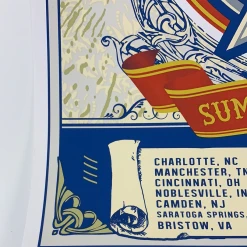 SUM
CHARLOTTE, NC
MANCHESTER, TN
CINCINNATI, OH
NOBLESVILLE, IN
CAMDEN, NJ
SARATOGA SPRINGS,
BRISTOW, VA